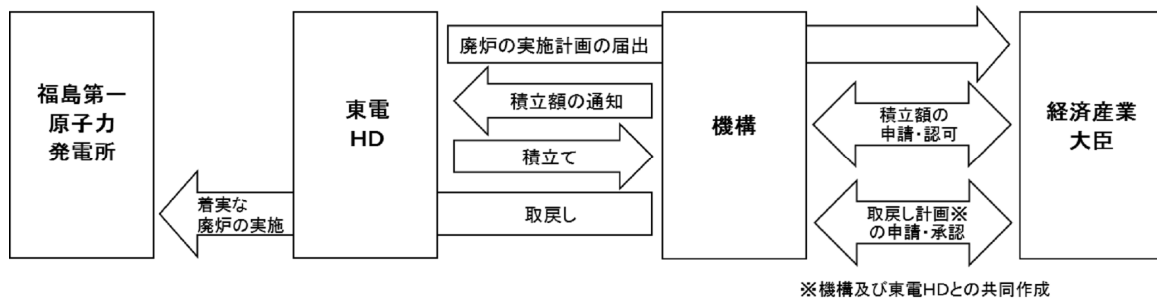 福島第一
原子力
発電所
東電
HD
廃炉の実施計画の届出
積立額の通知
積立て
取戻し
着実な
廃炉の実施
機構
積立額の
申請・認可
取戻し計画※
の申請・承認
経済産業
大臣
※機構及び東電HDとの共同作成